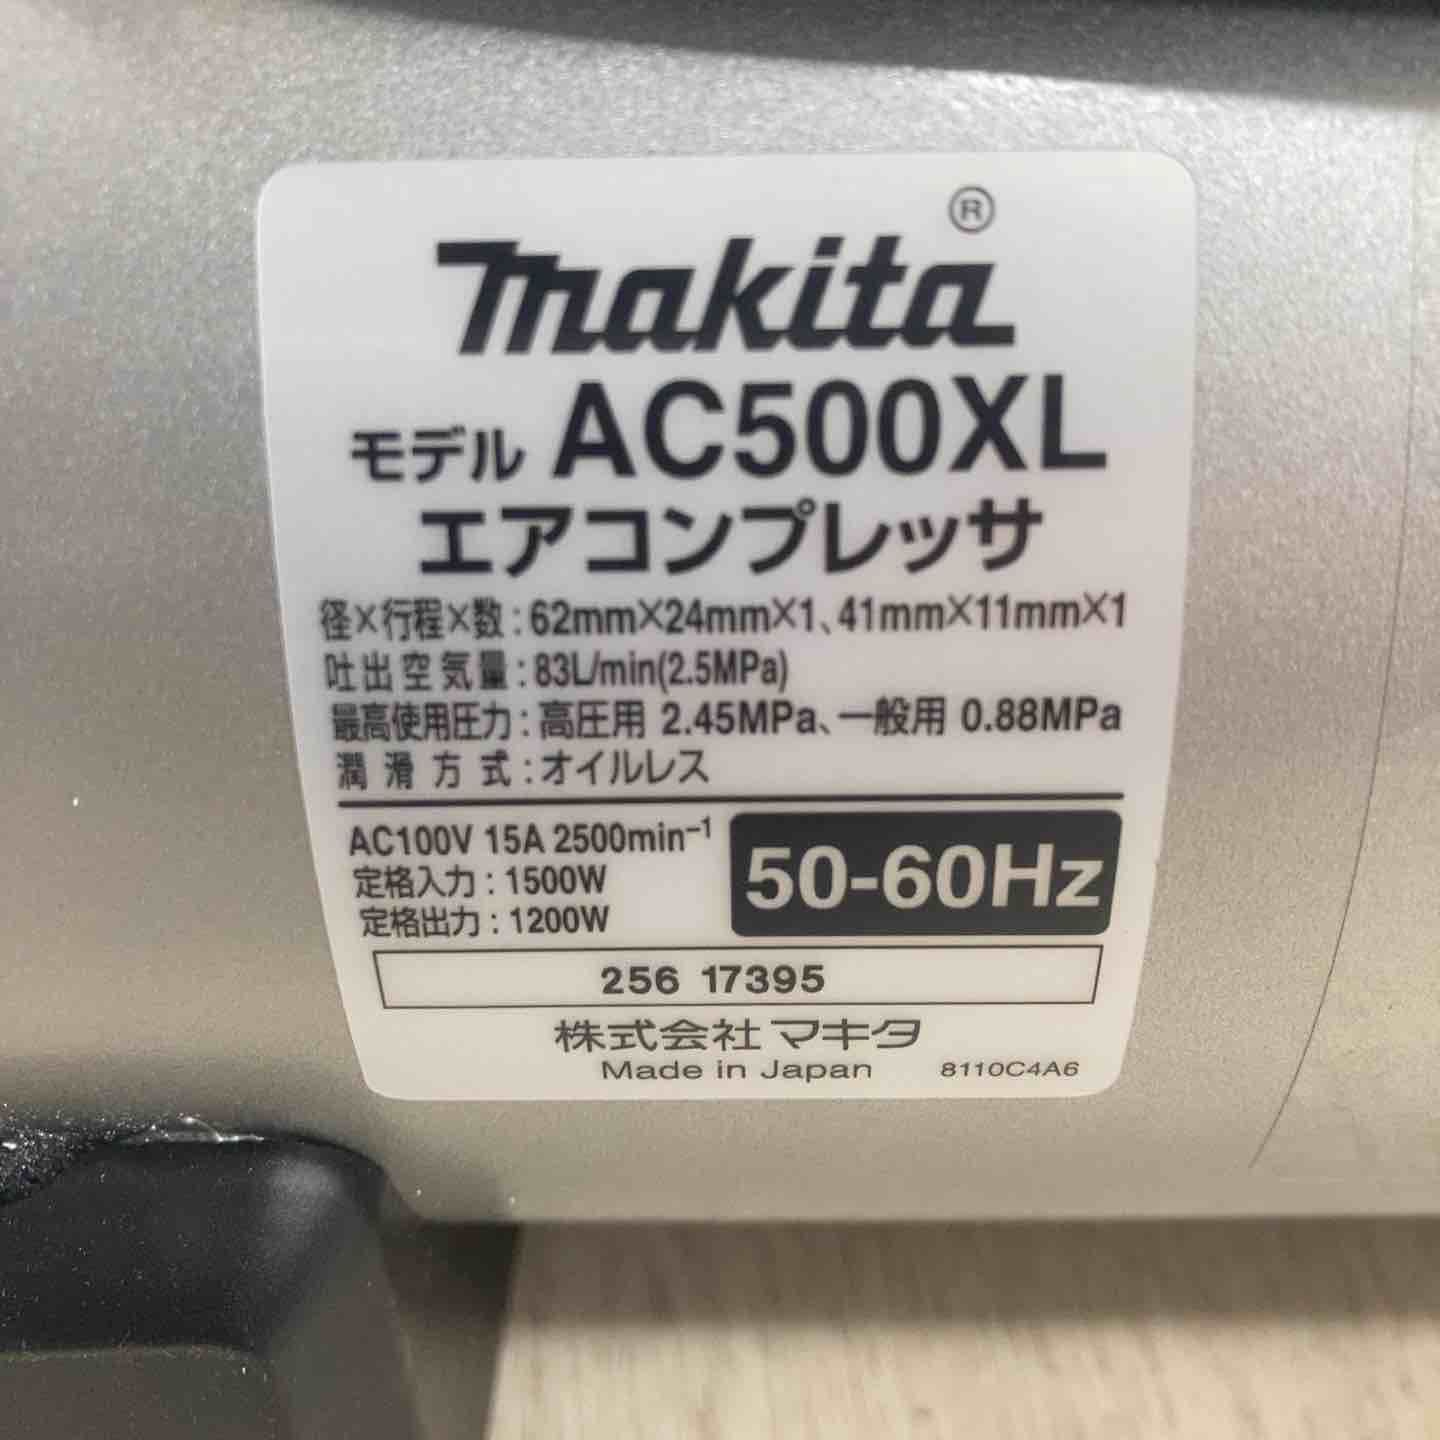 makita®
モデル AC500XL
エアコンプレッサ
径×行程×数:62mm×24mm×1、41mm×11mm×1
吐出空気量:83L/min(2.5MPa)
最高使用圧力:高圧用 2.45MPa、一般用 0.88MPa
潤滑方式:オイルレス
AC100V 15A 2500min⁻¹
定格入力:1500W
定格出力:1200W
50-60Hz
256 17395
株式会社マキタ
Made in Japan 8110C4A6